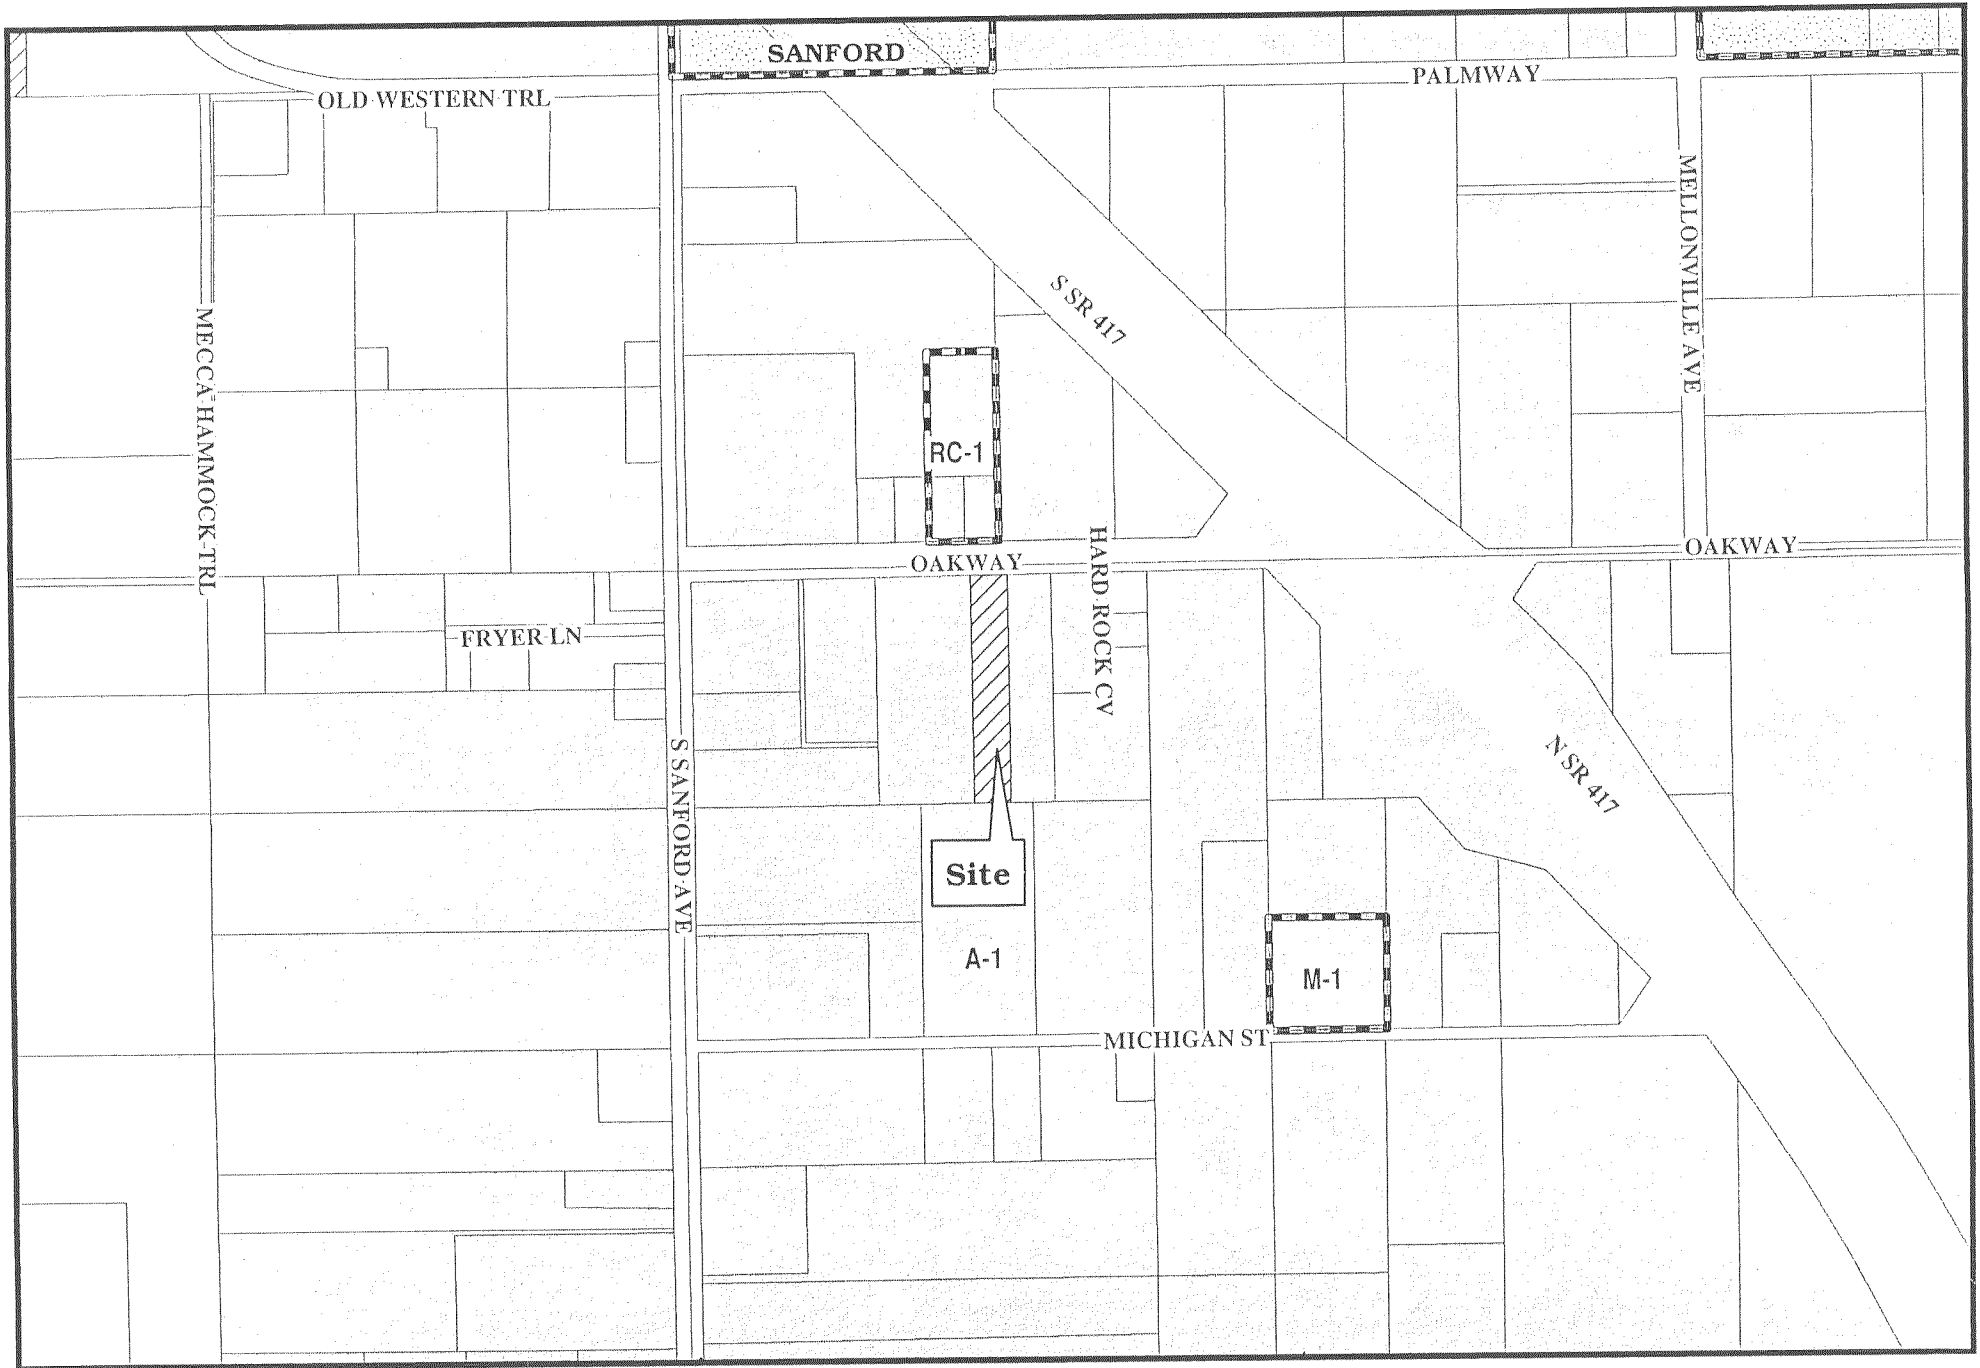 SANFORD
PALMWAY
OLD WESTERN TRL
MELLONVILLE AVE
S SR 417
MECCA HAMMOCK TRL
RC-1
HARD ROCK CV
OAKWAY
OAKWAY
FRYER LN
S SANFORD AVE
N SR 417
Site
A-1
M-1
MICHIGAN ST